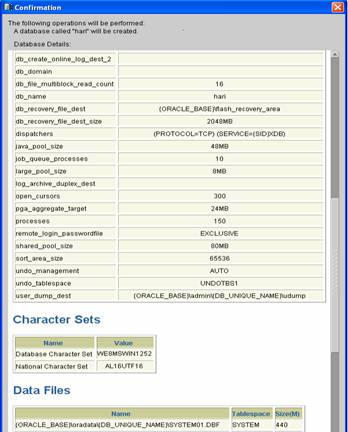 Confirmation
The following operations will be performed:
A database called "hari" will be created.
Database Details:
db_create_online_log_dest_2
db_domain
db_file_multiblock_read_count 16
db_name hari
db_recovery_file_dest {ORACLE_BASE}\flash_recovery_area
db_recovery_file_dest_size 2048MB
dispatchers (PROTOCOL=TCP) (SERVICE={SID}XDB)
java_pool_size 48MB
job_queue_processes 10
large_pool_size 8MB
log_archive_duplex_dest
open_cursors 300
pga_aggregate_target 24MB
processes 150
remote_login_passwordfile EXCLUSIVE
shared_pool_size 80MB
sort_area_size 65536
undo_management AUTO
undo_tablespace UNDOTBS1
user_dump_dest {ORACLE_BASE}\admin\{DB_UNIQUE_NAME}\udump
Character Sets
Name Value
Database Character Set WE8MSWIN1252
National Character Set AL16UTF16
Data Files
Name Tablespace Size(M)
{ORACLE_BASE}\oradata\{DB_UNIQUE_NAME}\SYSTEM01.DBF SYSTEM 440